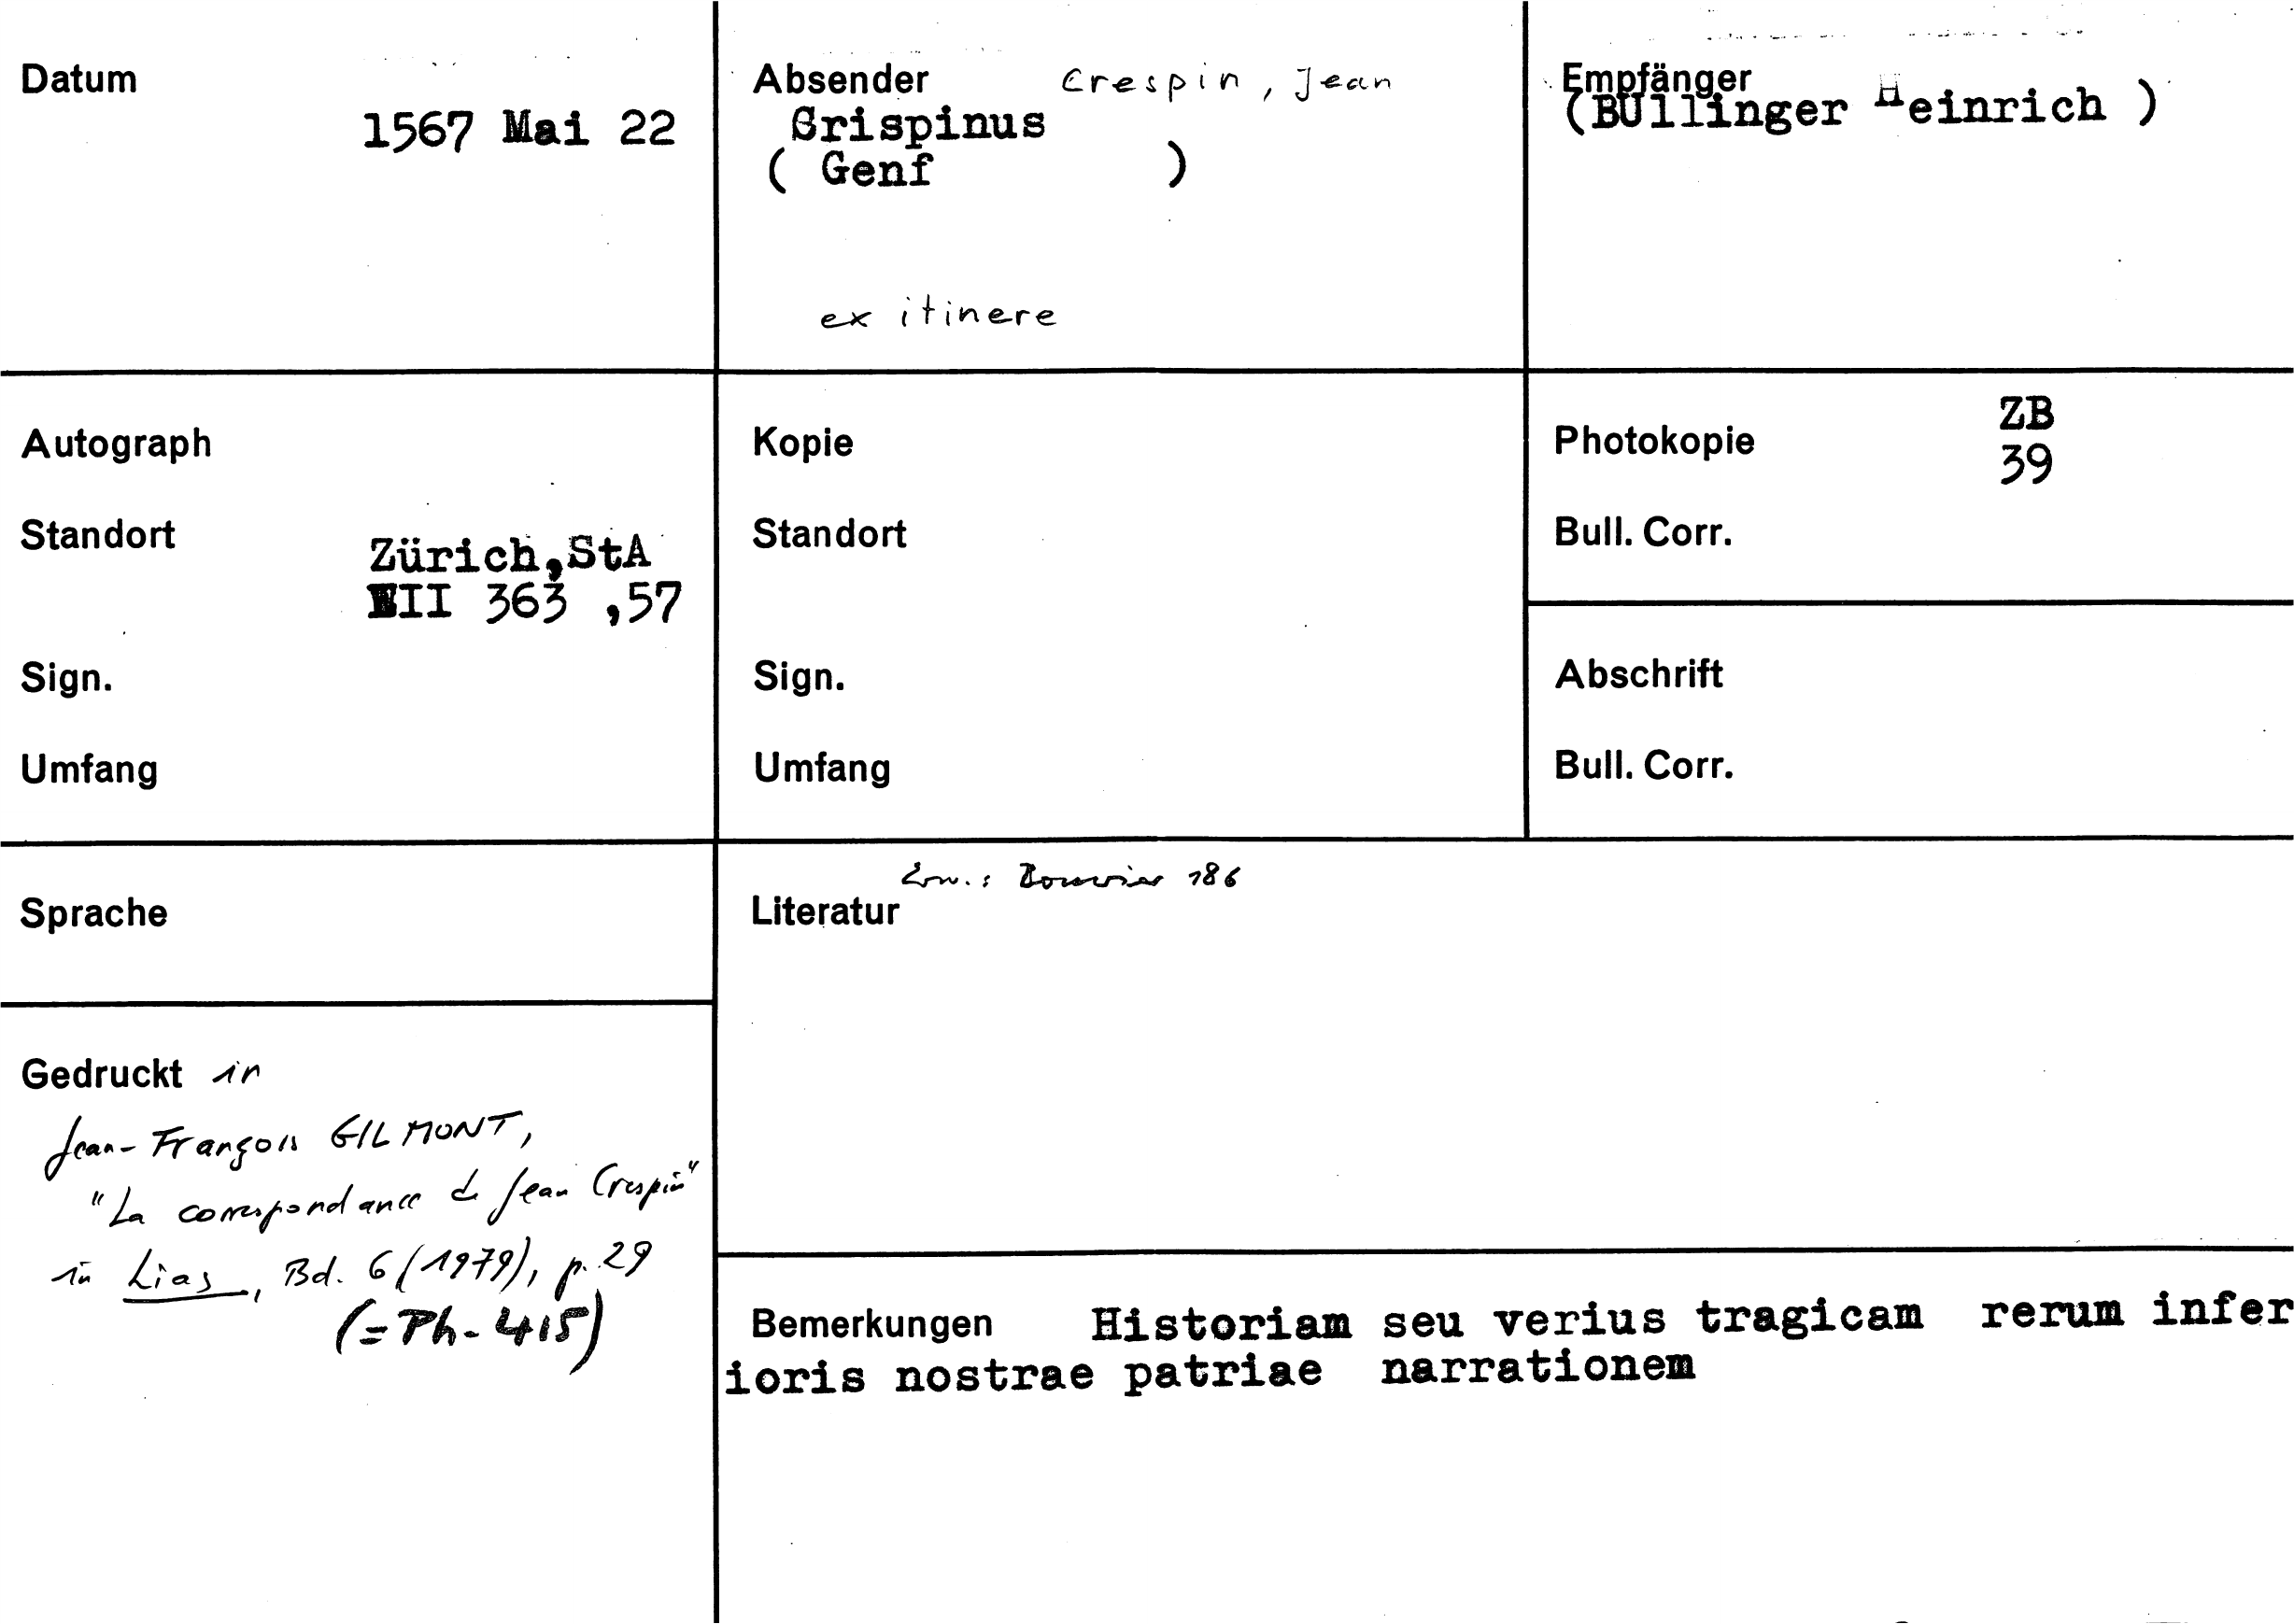 Datum
1567 Mai 22
Absender Crespin, Jean
Crispinus
( Genf )
ex itinere
Empfänger
(BUllinger Heinrich )
Autograph
Standort
Zürich,StA
EII 363 ,57
Sign.
Umfang
Kopie
Standort
Sign.
Umfang
Photokopie ZB
39
Bull. Corr.
Abschrift
Bull. Corr.
Sprache
Erw.: Bouvier 186
Literatur
Gedruckt in
Jean-François GILMONT,
"La correspondance de Jean Crespin"
in Lias, Bd. 6 (1979), p. 29
(=Ph-415)
Bemerkungen Historiam seu verius tragicam rerum infer
ioris nostrae patriae narrationem